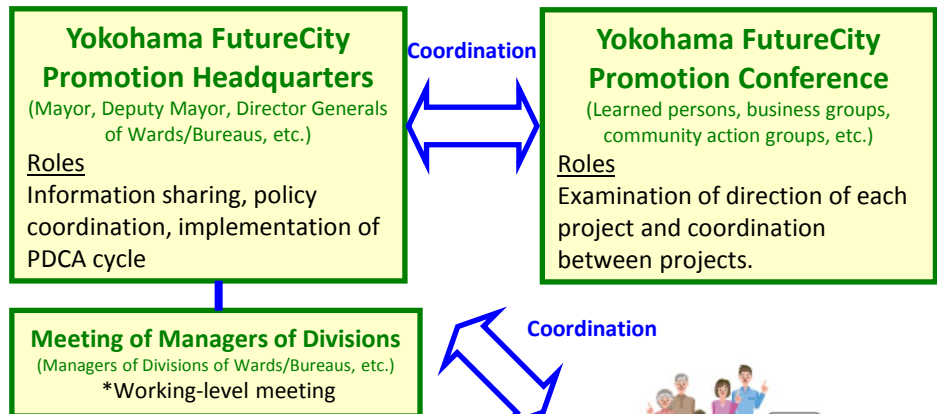 Yokohama FutureCity
Promotion Headquarters
(Mayor, Deputy Mayor, Director Generals
of Wards/Bureaus, etc.)
Roles
Information sharing, policy
coordination, implementation of
PDCA cycle
Coordination
Yokohama FutureCity
Promotion Conference
(Learned persons, business groups,
community action groups, etc.)
Roles
Examination of direction of each
project and coordination
between projects.
Meeting of Managers of Divisions
(Managers of Divisions of Wards/Bureaus, etc.)
*Working-level meeting
Coordination